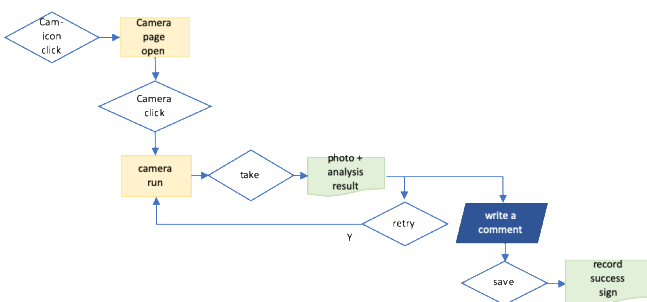 Cam-
icon
click
Camera
page
open
Camera
click
camera
run
take
photo +
analysis
result
retry
Y
write a
comment
save
record
success
sign